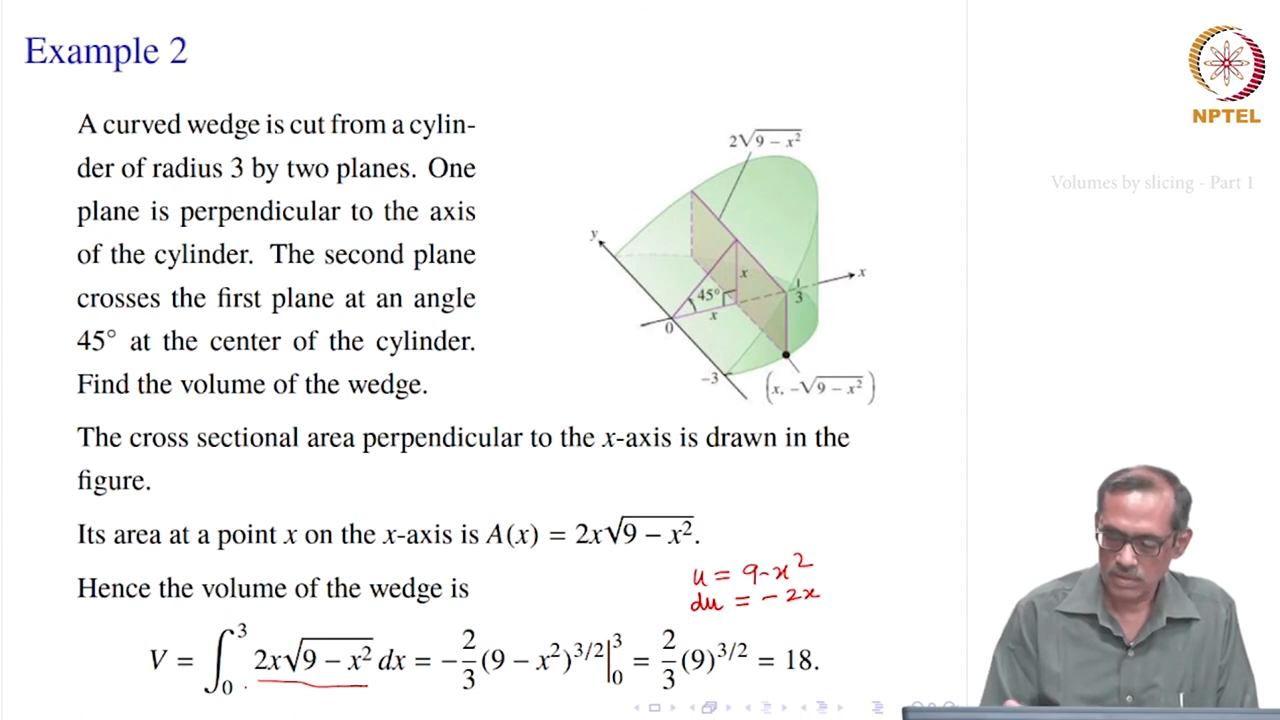 Example 2
NPTEL
Volumes by slicing - Part 1
A curved wedge is cut from a cylin-
der of radius 3 by two planes. One
plane is perpendicular to the axis
of the cylinder. The second plane
crosses the first plane at an angle
45° at the center of the cylinder.
Find the volume of the wedge.
2√9 − x²
y
x
x
45°
x
0
1
3
−3
(x, −√9 − x²)
The cross sectional area perpendicular to the x-axis is drawn in the
figure.
Its area at a point x on the x-axis is A(x) = 2x√9 − x².
Hence the volume of the wedge is
u = 9-x²
du = -2x
V = ∫₀³ 2x√9 − x² dx = −2/3 (9 − x²)^3/2 |₀³ = 2/3 (9)^3/2 = 18.